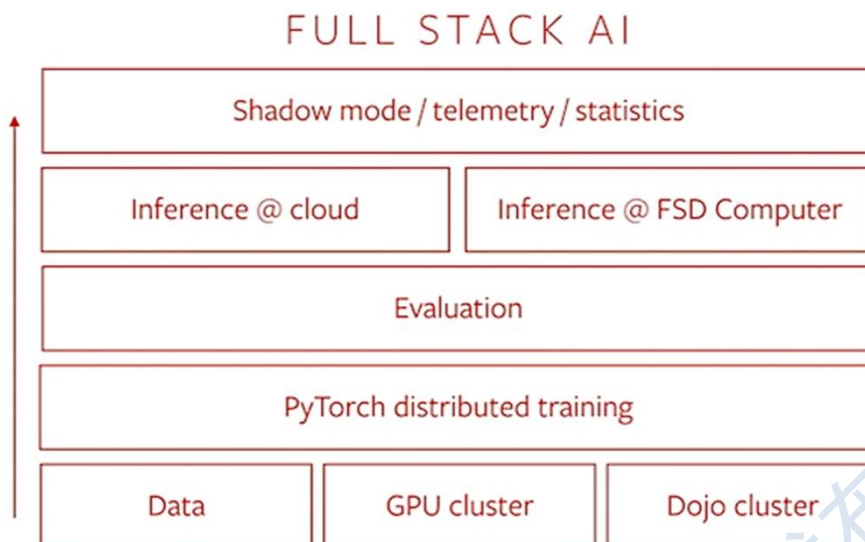 FULL STACK AI
Shadow mode / telemetry / statistics
Inference @ cloud
Inference @ FSD Computer
Evaluation
PyTorch distributed training
Data
GPU cluster
Dojo cluster